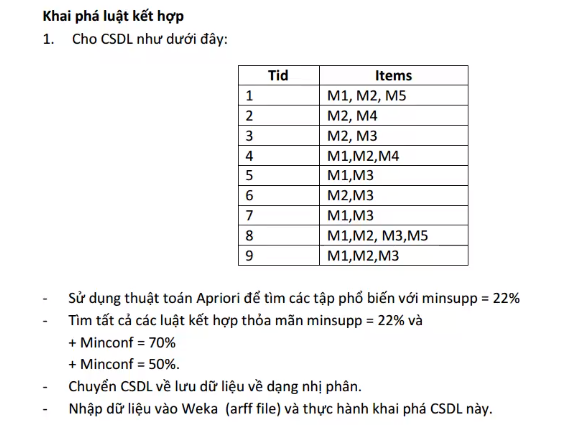 Khai phá luật kết hợp
1. Cho CSDL như dưới đây:
Tid Items
1 M1, M2, M5
2 M2, M4
3 M2, M3
4 M1,M2,M4
5 M1,M3
6 M2,M3
7 M1,M3
8 M1,M2, M3,M5
9 M1,M2,M3
- Sử dụng thuật toán Apriori để tìm các tập phổ biến với minsupp = 22%
- Tìm tất cả các luật kết hợp thỏa mãn minsupp = 22% và
+ Minconf = 70%
+ Minconf = 50%.
- Chuyển CSDL về lưu dữ liệu về dạng nhị phân.
- Nhập dữ liệu vào Weka (arff file) và thực hành khai phá CSDL này.